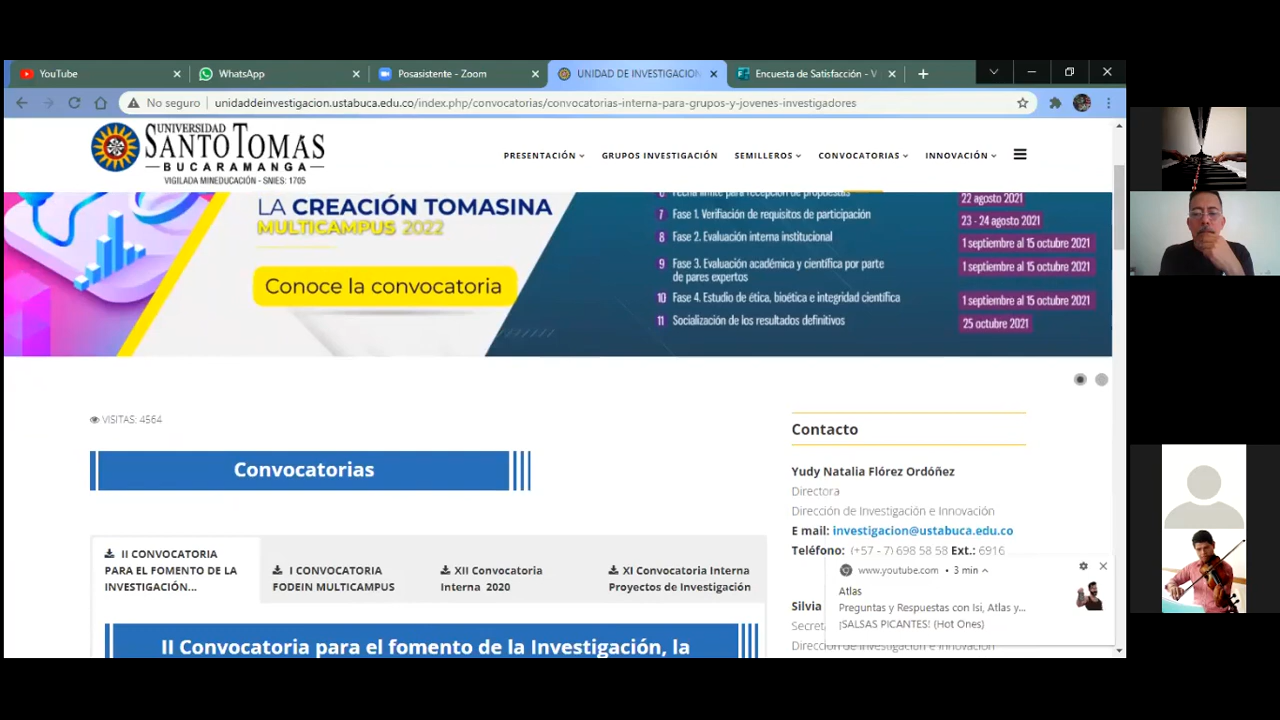 YouTube
WhatsApp
Posasistente - Zoom
UNIDAD DE INVESTIGACION
Encuesta de Satisfacción - V
No seguro
unidaddeinvestigacion.ustabuca.edu.co/index.php/convocatorias/convocatorias-interna-para-grupos-y-jovenes-investigadores
UNIVERSIDAD
SANTO TOMÁS
BUCARAMANGA
VIGILADA MINEDUCACIÓN - SNIES: 1705
PRESENTACIÓN
GRUPOS INVESTIGACIÓN
SEMILLEROS
CONVOCATORIAS
INNOVACIÓN
LA CREACIÓN TOMASINA
MULTICAMPUS 2022
Conoce la convocatoria
6 Fecha límite para recepción de propuestas 22 agosto 2021
7 Fase 1. Verifiación de requisitos de participación 23 - 24 agosto 2021
8 Fase 2. Evaluación interna institucional 1 septiembre al 15 octubre 2021
9 Fase 3. Evaluación académica y científica por parte
de pares expertos 1 septiembre al 15 octubre 2021
10 Fase 4. Estudio de ética, bioética e integridad científica 1 septiembre al 15 octubre 2021
11 Socialización de los resultados definitivos 25 octubre 2021
VISITAS: 4564
Convocatorias
II CONVOCATORIA
PARA EL FOMENTO DE LA
INVESTIGACIÓN...
I CONVOCATORIA
FODEIN MULTICAMPUS
XII Convocatoria
Interna 2020
XI Convocatoria Interna
Proyectos de Investigación
II Convocatoria para el fomento de la Investigación, la
Contacto
Yudy Natalia Flórez Ordóñez
Directora
Dirección de Investigación e Innovación
E mail: investigacion@ustabuca.edu.co
Teléfono: (+57 - 7) 698 58 58 Ext.: 6916
Silvia
Dirección de Investigación e Innovación
www.youtube.com • 3 min
Atlas
Preguntas y Respuestas con Isi, Atlas y...
¡SALSAS PICANTES! (Hot Ones)